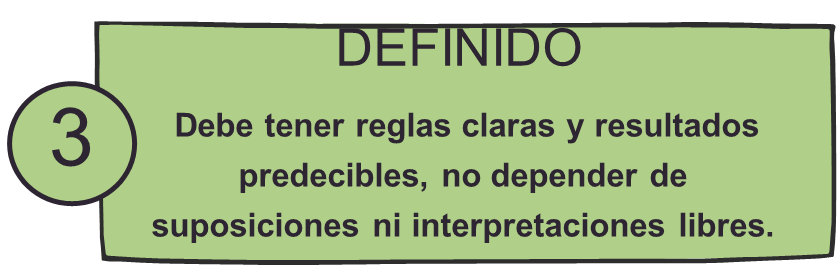 DEFINIDO
3
Debe tener reglas claras y resultados
predecibles, no depender de
suposiciones ni interpretaciones libres.